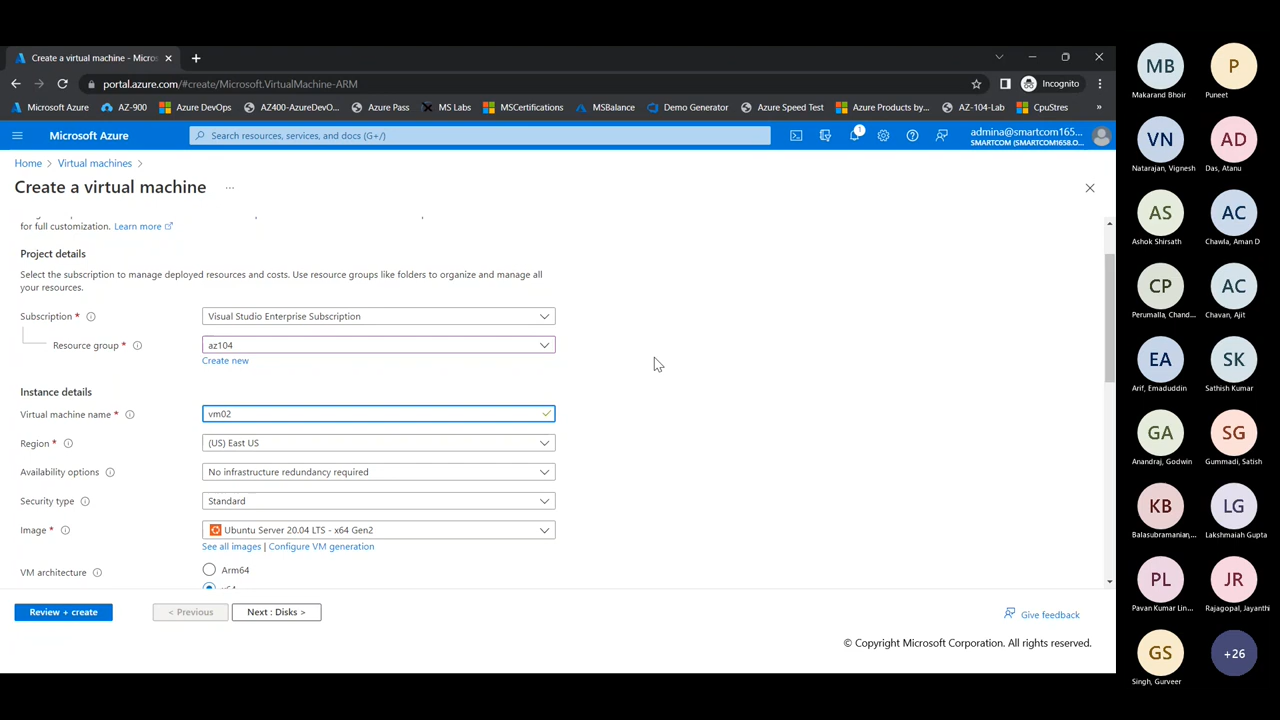 Create a virtual machine - Micros
portal.azure.com/#create/Microsoft.VirtualMachine-ARM
Incognito
Microsoft Azure
AZ-900
Azure DevOps
AZ400-AzureDevO...
Azure Pass
MS Labs
MSCertifications
MSBalance
Demo Generator
Azure Speed Test
Azure Products by...
AZ-104-Lab
CpuStres
»
Microsoft Azure
Search resources, services, and docs (G+/)
1
admina@smartcom165...
SMARTCOM (SMARTCOM1658.O...
Home > Virtual machines >
Create a virtual machine ...
for full customization. Learn more
Project details
Select the subscription to manage deployed resources and costs. Use resource groups like folders to organize and manage all
your resources.
Subscription *
Visual Studio Enterprise Subscription
Resource group *
az104
Create new
Instance details
Virtual machine name *
vm02
Region *
(US) East US
Availability options
No infrastructure redundancy required
Security type
Standard
Image *
Ubuntu Server 20.04 LTS - x64 Gen2
See all images | Configure VM generation
VM architecture
Arm64
x64
Review + create
< Previous
Next : Disks >
Give feedback
© Copyright Microsoft Corporation. All rights reserved.
MB
Makarand Bhoir
P
Puneet
VN
Natarajan, Vignesh
AD
Das, Atanu
AS
Ashok Shirsath
AC
Chawla, Aman D
CP
Perumalla, Chand...
AC
Chavan, Ajit
EA
Arif, Emaduddin
SK
Sathish Kumar
GA
Anandraj, Godwin
SG
Gummadi, Satish
KB
Balasubramanian,...
LG
Lakshmaiah Gupta
PL
Pavan Kumar Lin...
JR
Rajagopal, Jayanthi
GS
Singh, Gurveer
+26